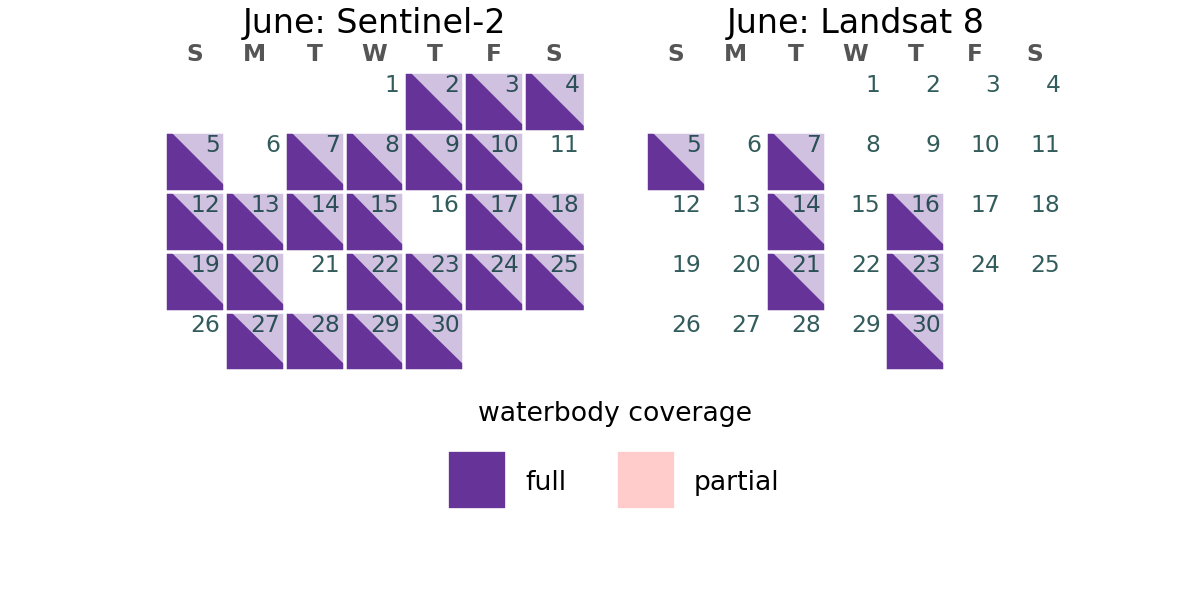 June: Sentinel-2
S M T W T F S
1 2 3 4
5 6 7 8 9 10 11
12 13 14 15 16 17 18
19 20 21 22 23 24 25
26 27 28 29 30
June: Landsat 8
S M T W T F S
1 2 3 4
5 6 7 8 9 10 11
12 13 14 15 16 17 18
19 20 21 22 23 24 25
26 27 28 29 30
waterbody coverage
full partial